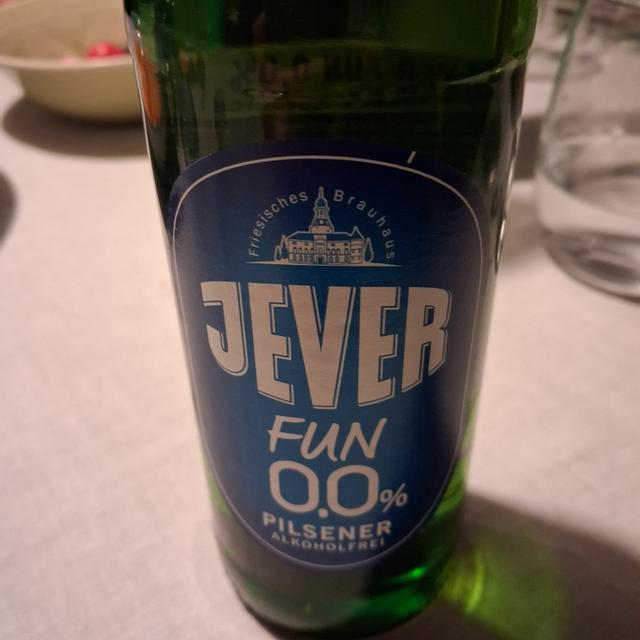 Friesisches Brauhaus
JEVER
FUN
0.0%
PILSENER
ALKOHOLFREI